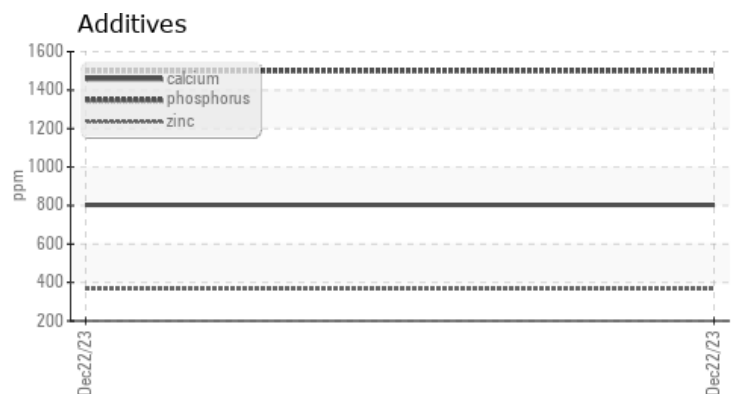 Additives
1600
1400
1200
1000
800
600
400
200
ppm
calcium
phosphorus
zinc
Dec22/23
Dec22/23